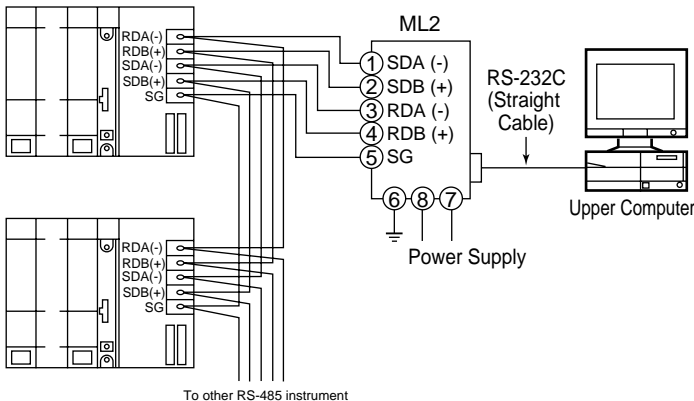 RDA(-)
RDB(+)
SDA(-)
SDB(+)
SG
ML2
1 SDA (-)
2 SDB (+)
3 RDA (-)
4 RDB (+)
5 SG
6 8 7
Power Supply
RS-232C
(Straight
Cable)
Upper Computer
RDA(-)
RDB(+)
SDA(-)
SDB(+)
SG
To other RS-485 instrument